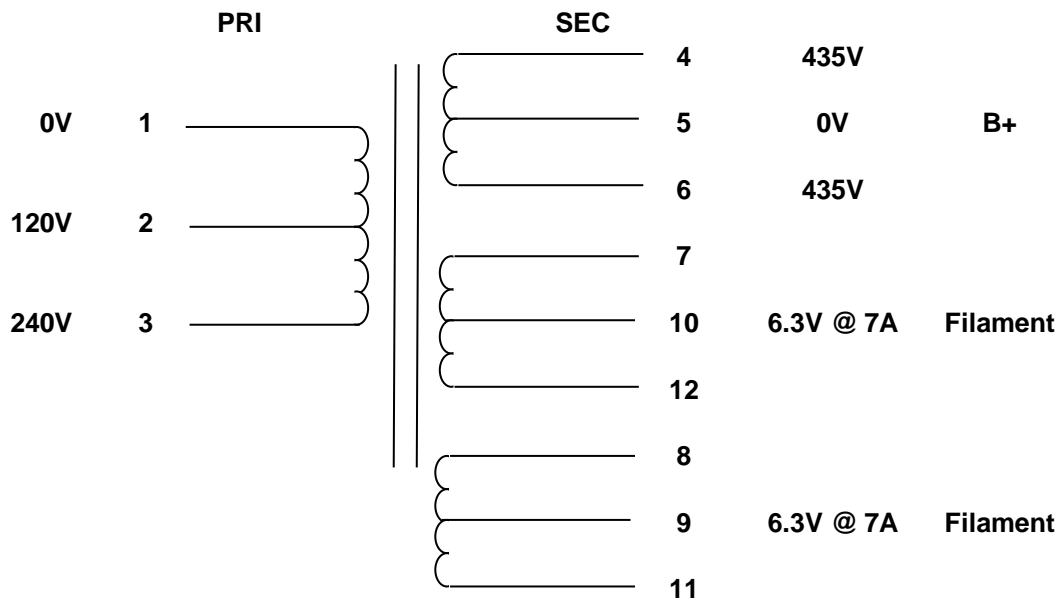 PRI SEC
4 435V
0V 1 5 0V B+
6 435V
120V 2
7
240V 3 10 6.3V @ 7A Filament
12
8
9 6.3V @ 7A Filament
11